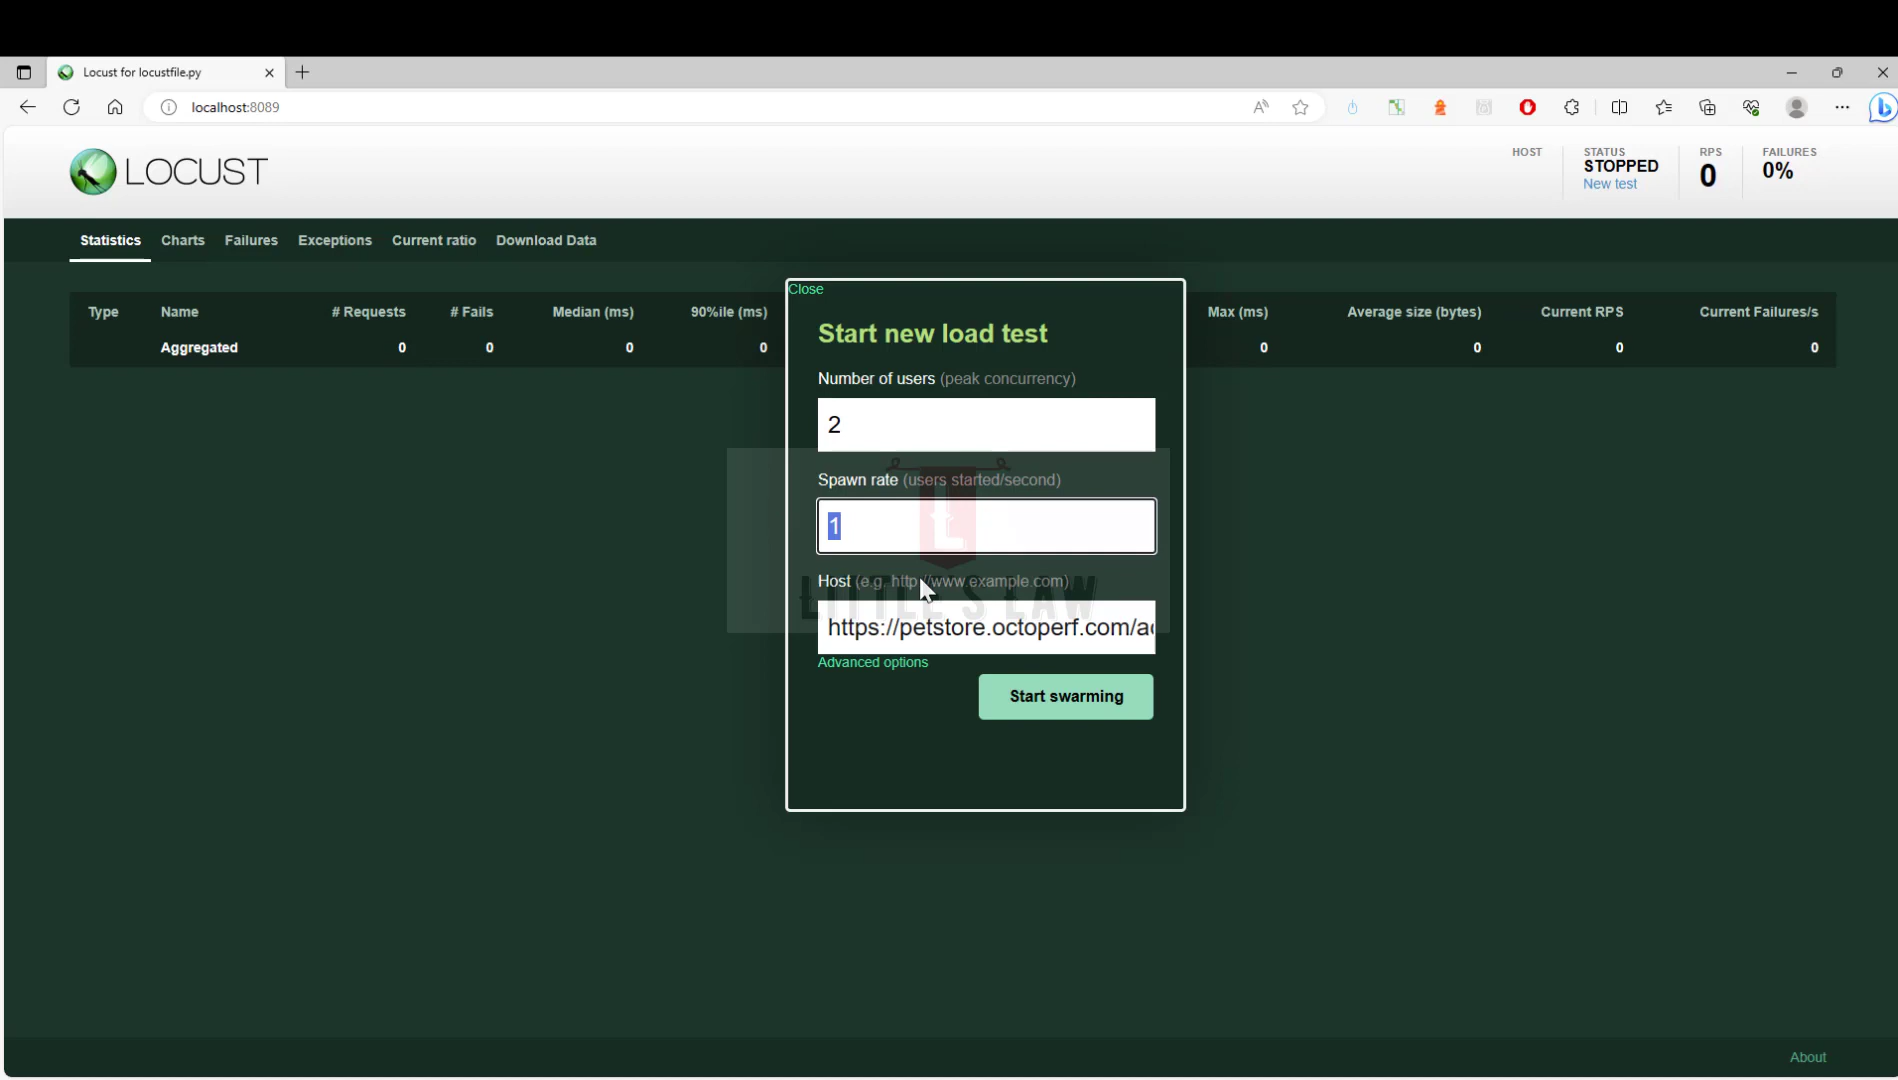 Locust for locustfile.py
localhost:8089
LOCUST
HOST
STATUS
STOPPED
New test
RPS
0
FAILURES
0%
Statistics Charts Failures Exceptions Current ratio Download Data
Type Name # Requests # Fails Median (ms) 90%ile (ms) Max (ms) Average size (bytes) Current RPS Current Failures/s
Aggregated 0 0 0 0 0 0 0 0
Close
Start new load test
Number of users (peak concurrency)
2
Spawn rate (users started/second)
1
L
Host (e.g. http://www.example.com)
LITTLE'S LAW
https://petstore.octoperf.com/ac
Advanced options
Start swarming
About